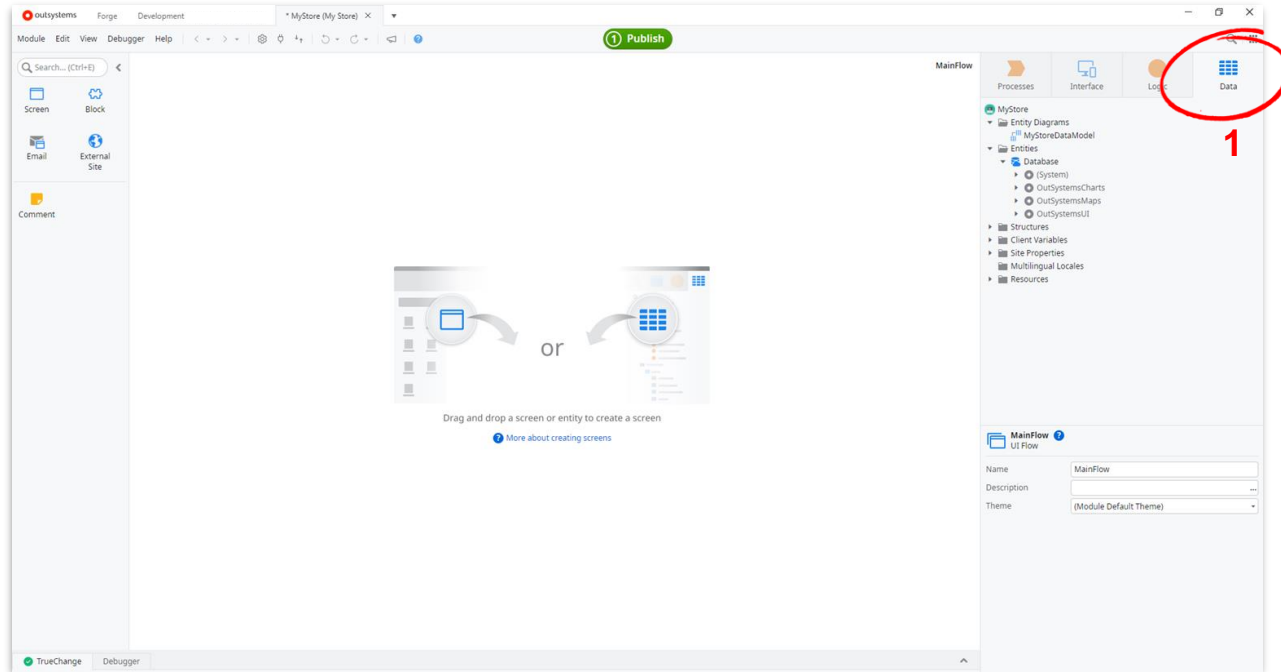 outsystems Forge Development * MyStore (My Store)
Module Edit View Debugger Help 1 Publish
Search... (Ctrl+E)
Screen Block
Email External
Site
Comment
MainFlow
or
Drag and drop a screen or entity to create a screen
? More about creating screens
Processes Interface Logic Data
1
MyStore
Entity Diagrams
MyStoreDataModel
Entities
Database
(System)
OutSystemsCharts
OutSystemsMaps
OutSystemsUI
Structures
Client Variables
Site Properties
Multilingual Locales
Resources
MainFlow ?
UI Flow
Name MainFlow
Description ...
Theme (Module Default Theme)
TrueChange Debugger